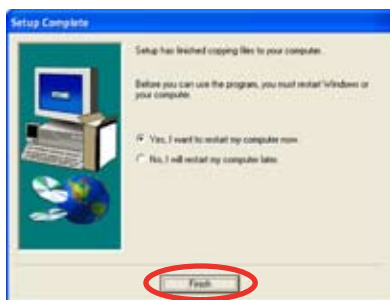 Setup Complete
Setup has finished copying files to your computer.
Before you can use the program, you must restart Windows or
your computer.
Yes, I want to restart my computer now.
No, I will restart my computer later.
Finish